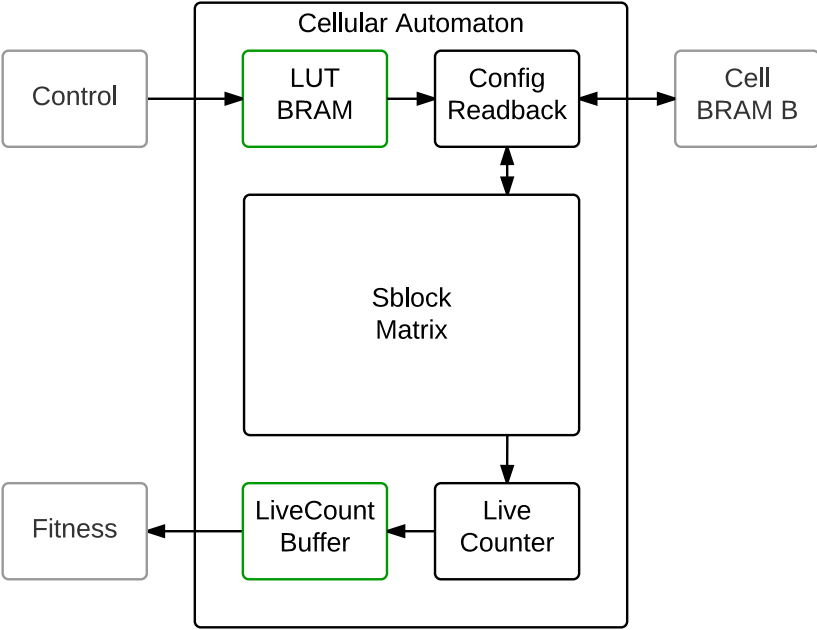 Cellular Automaton
Control
LUT
BRAM
Config
Readback
Cell
BRAM B
Sblock
Matrix
Fitness
LiveCount
Buffer
Live
Counter